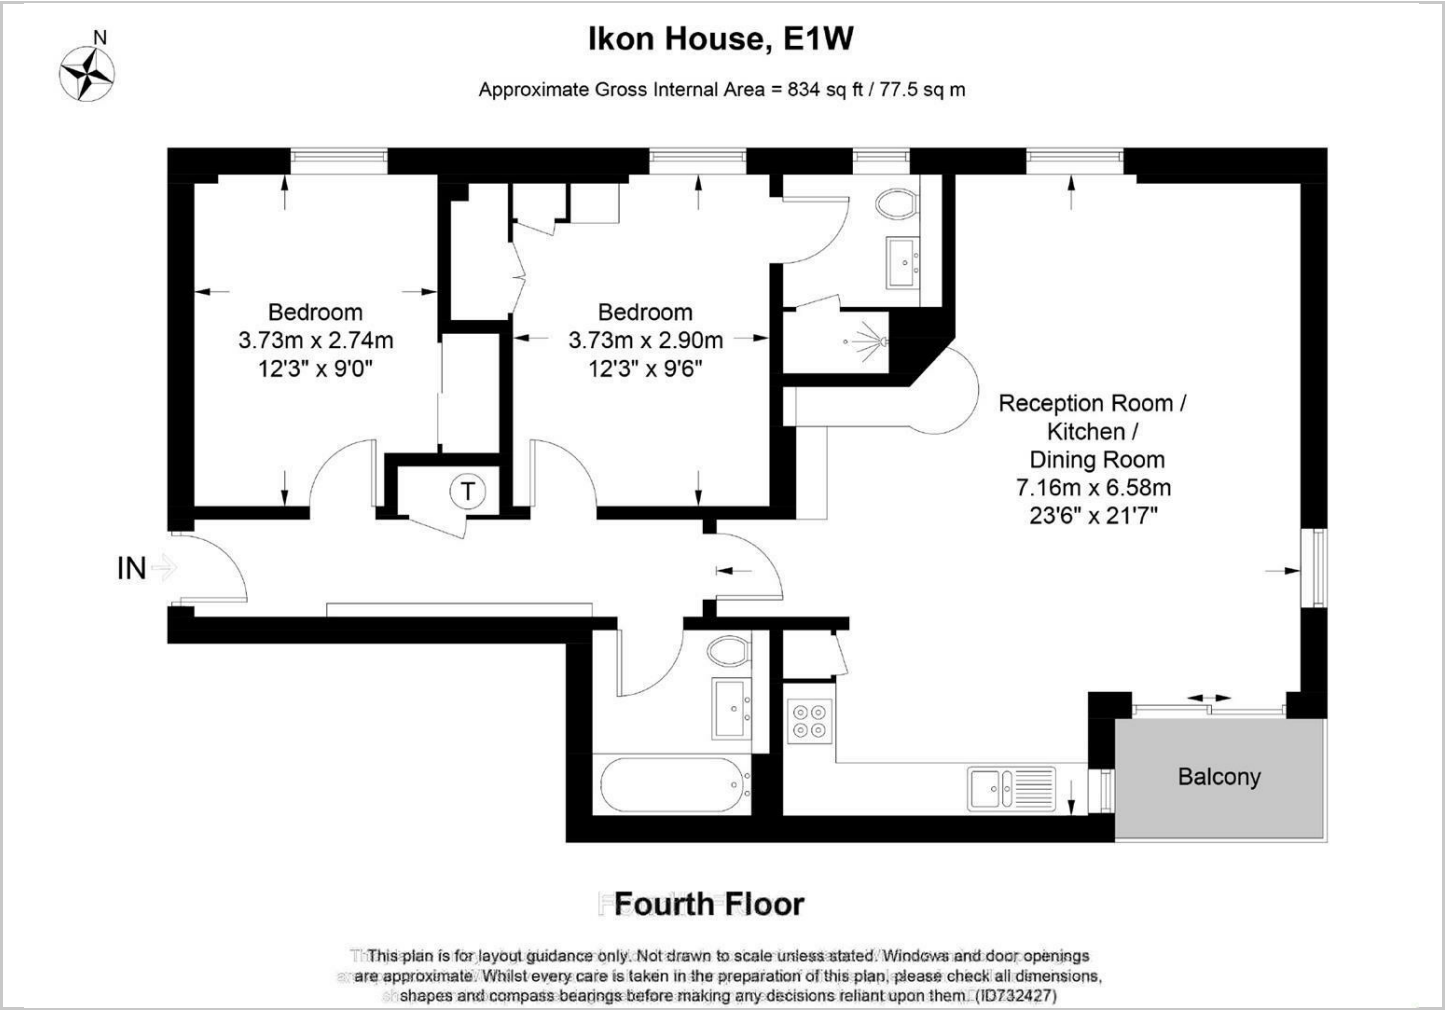 N
Ikon House, E1W
Approximate Gross Internal Area = 834 sq ft / 77.5 sq m
Bedroom
3.73m x 2.74m
12'3" x 9'0"
Bedroom
3.73m x 2.90m
12'3" x 9'6"
Reception Room /
Kitchen /
Dining Room
7.16m x 6.58m
23'6" x 21'7"
T
IN
Balcony
Fourth Floor
This plan is for layout guidance only. Not drawn to scale unless stated. Windows and door openings
are approximate. Whilst every care is taken in the preparation of this plan, please check all dimensions,
shapes and compass bearings before making any decisions reliant upon them. (ID732427)